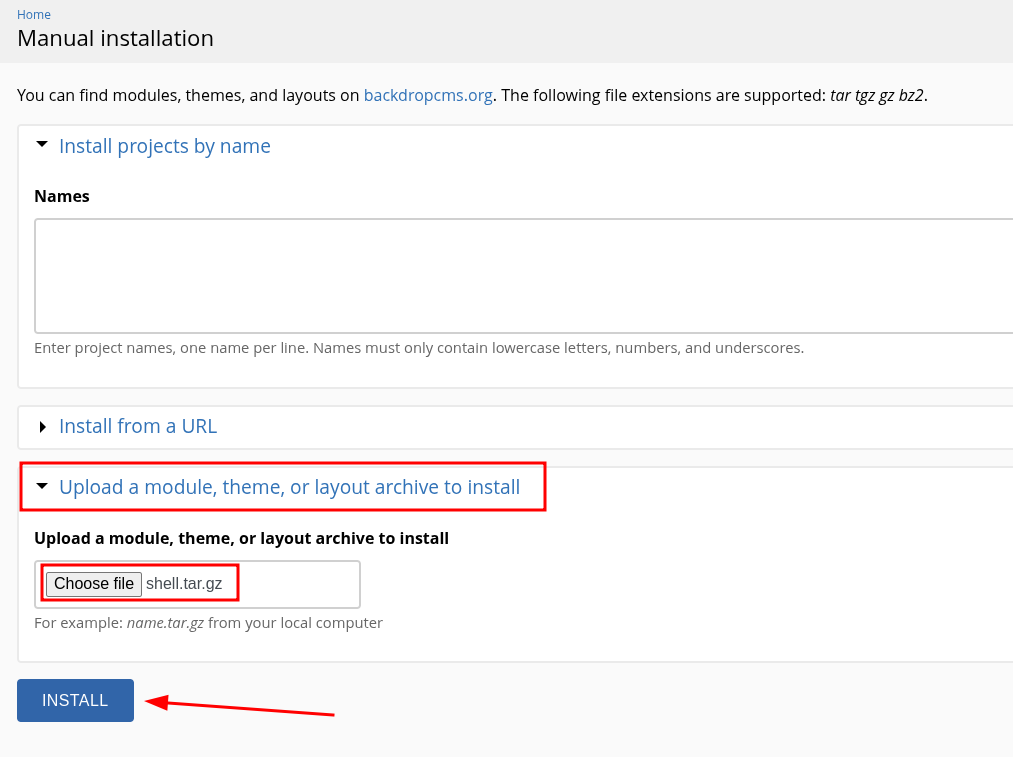 Home
Manual installation
You can find modules, themes, and layouts on backdropcms.org. The following file extensions are supported: tar tgz gz bz2.
Install projects by name
Names
Enter project names, one name per line. Names must only contain lowercase letters, numbers, and underscores.
Install from a URL
Upload a module, theme, or layout archive to install
Upload a module, theme, or layout archive to install
Choose file shell.tar.gz
For example: name.tar.gz from your local computer
INSTALL